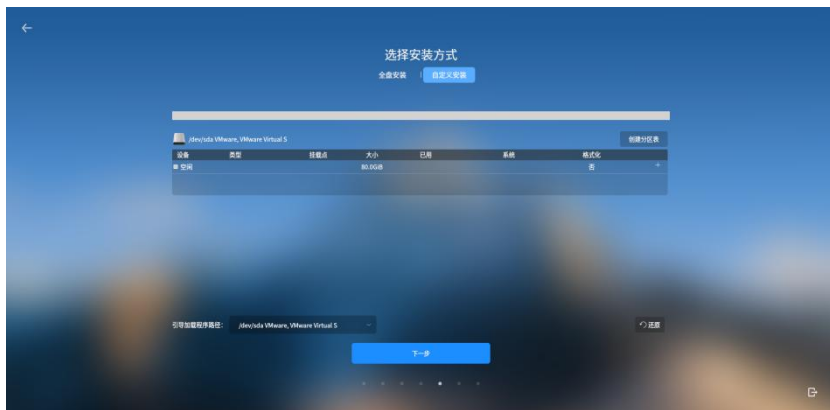 选择安装方式
全盘安装 | 自定义安装
/dev/sda VMware, VMware Virtual S 创建分区表
设备 类型 挂载点 大小 已用 系统 格式化
空闲 80.0GiB 否 +
引导加载程序路径： /dev/sda VMware, VMware Virtual S 还原
下一步